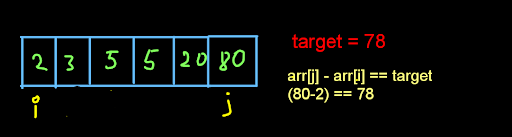 target = 78
2 3 5 5 20 80
arr[j] - arr[i] == target
(80-2) == 78
i j